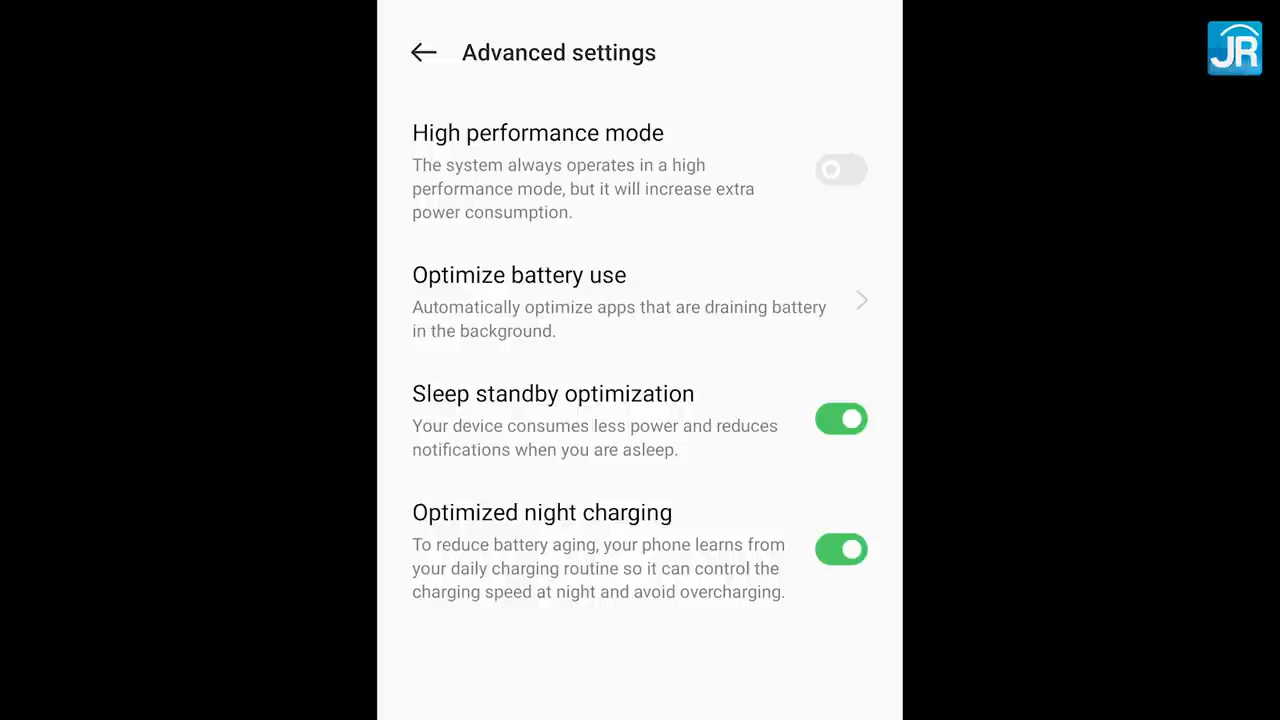 JR
Advanced settings
High performance mode
The system always operates in a high
performance mode, but it will increase extra
power consumption.
Optimize battery use
Automatically optimize apps that are draining battery
in the background.
Sleep standby optimization
Your device consumes less power and reduces
notifications when you are asleep.
Optimized night charging
To reduce battery aging, your phone learns from
your daily charging routine so it can control the
charging speed at night and avoid overcharging.